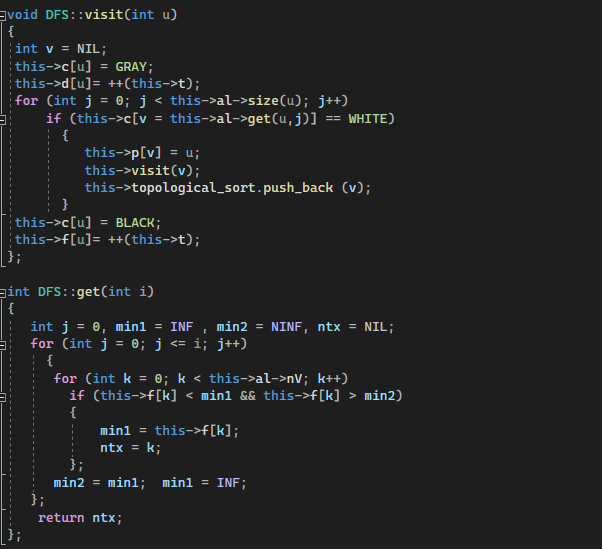 void DFS::visit(int u)
{
int v = NIL;
this->c[u] = GRAY;
this->d[u]= ++(this->t);
for (int j = 0; j < this->al->size(u); j++)
if (this->c[v = this->al->get(u,j)] == WHITE)
{
this->p[v] = u;
this->visit(v);
this->topological_sort.push_back (v);
}
this->c[u] = BLACK;
this->f[u]= ++(this->t);
};
int DFS::get(int i)
{
int j = 0, min1 = INF , min2 = NINF, ntx = NIL;
for (int j = 0; j <= i; j++)
{
for (int k = 0; k < this->al->nV; k++)
if (this->f[k] < min1 && this->f[k] > min2)
{
min1 = this->f[k];
ntx = k;
};
min2 = min1;  min1 = INF;
};
return ntx;
};